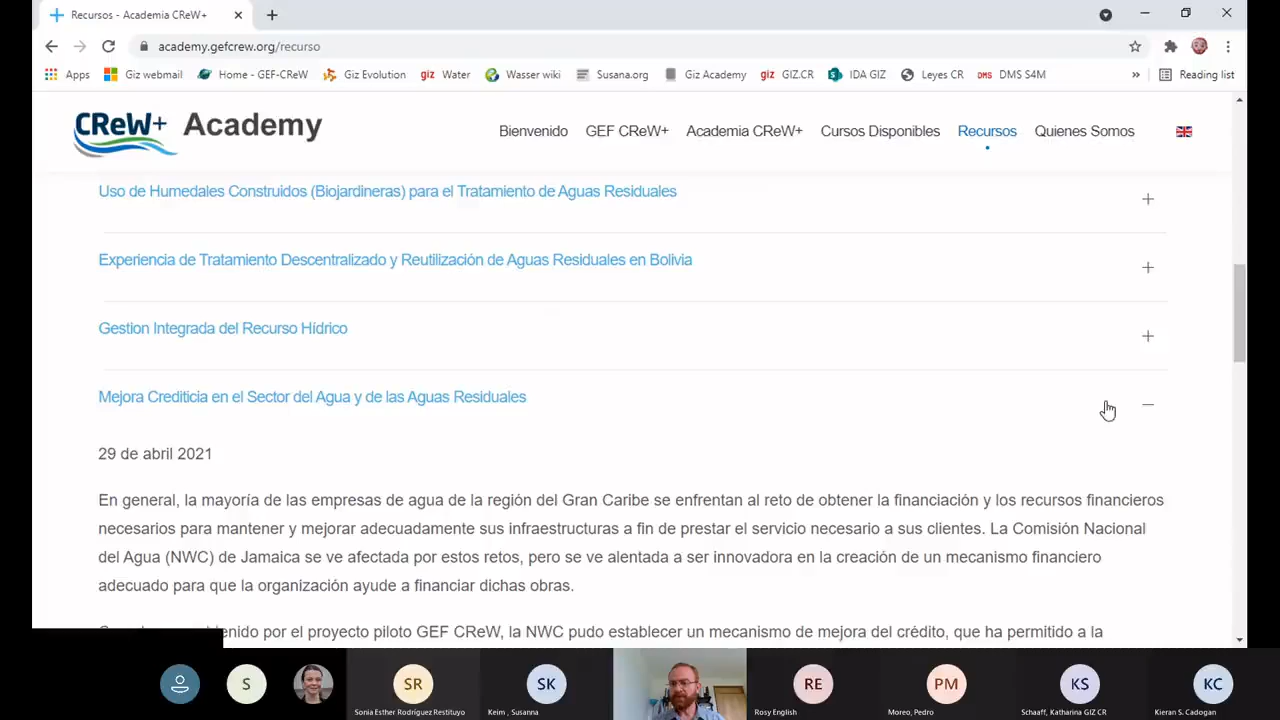 Recursos - Academia CReW+
academy.gefcrew.org/recurso
Apps Giz webmail Home - GEF-CReW Giz Evolution giz Water Wasser wiki Susana.org Giz Academy giz GIZ.CR IDA GIZ Leyes CR DMS DMS S4M » Reading list
CReW+ Academy
Bienvenido GEF CReW+ Academia CReW+ Cursos Disponibles Recursos Quienes Somos
Uso de Humedales Construidos (Biojardineras) para el Tratamiento de Aguas Residuales
Experiencia de Tratamiento Descentralizado y Reutilización de Aguas Residuales en Bolivia
Gestion Integrada del Recurso Hídrico
Mejora Crediticia en el Sector del Agua y de las Aguas Residuales
29 de abril 2021
En general, la mayoría de las empresas de agua de la región del Gran Caribe se enfrentan al reto de obtener la financiación y los recursos financieros
necesarios para mantener y mejorar adecuadamente sus infraestructuras a fin de prestar el servicio necesario a sus clientes. La Comisión Nacional
del Agua (NWC) de Jamaica se ve afectada por estos retos, pero se ve alentada a ser innovadora en la creación de un mecanismo financiero
adecuado para que la organización ayude a financiar dichas obras.
por el proyecto piloto GEF CReW, la NWC pudo establecer un mecanismo de mejora del crédito, que ha permitido a la
S SR SK RE PM KS KC
Sonia Esther Rodríguez Restituyo Keim , Susanna Rosy English Moreo, Pedro Schaaff, Katharina GIZ CR Kieran S. Cadogan